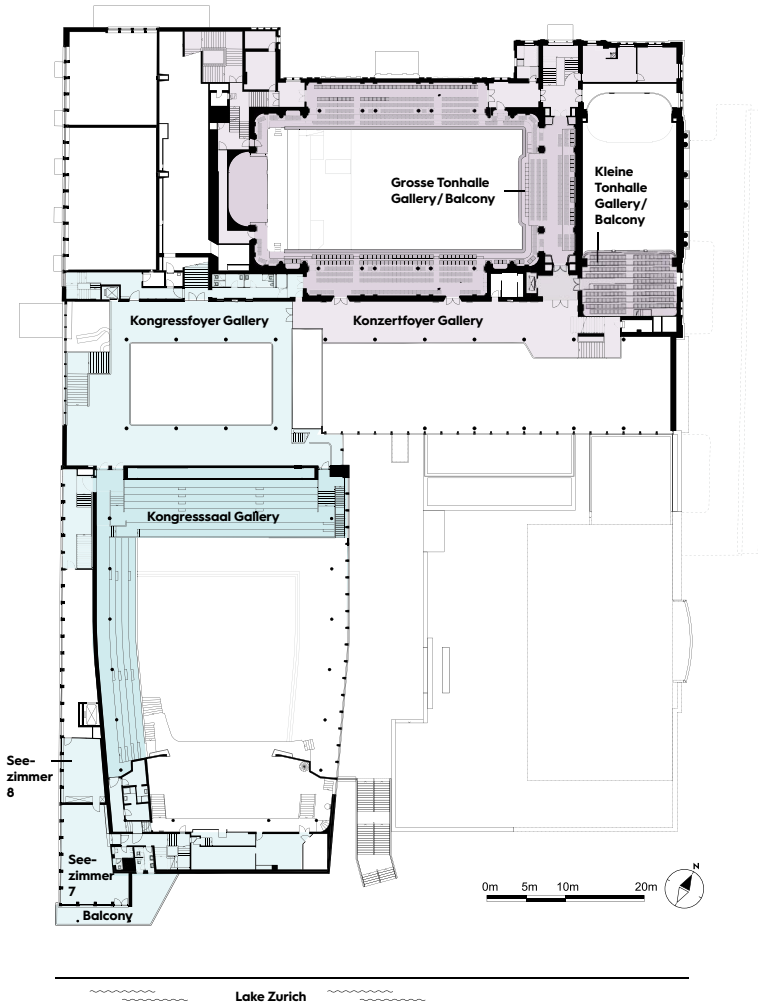 Grosse Tonhalle
Gallery/Balcony
Kleine
Tonhalle
Gallery/
Balcony
Kongressfoyer Gallery
Konzertfoyer Gallery
Kongresssaal Gallery
See-
zimmer
8
See-
zimmer
7
Balcony
0m 5m 10m 20m
N
Lake Zurich